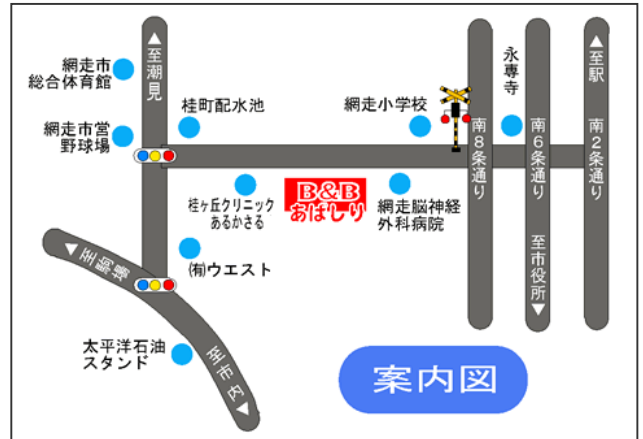 ▲至潮見
網走市
総合体育館
網走市営
野球場
桂町配水池
網走小学校
永専寺
▲至駅
南8条通り
南6条通り
南2条通り
至市役所▼
桂ヶ丘クリニック
あるかさる
B&B
あばしり
網走脳神経
外科病院
▲至駒場
(有)ウエスト
太平洋石油
スタンド
至市内▼
案内図